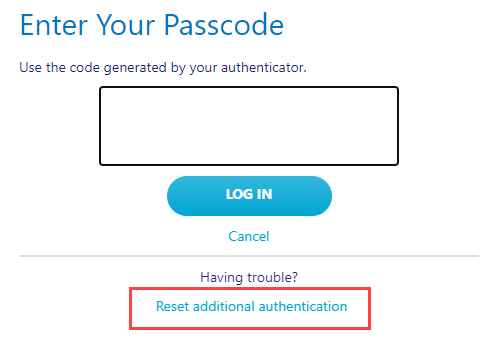 Enter Your Passcode
Use the code generated by your authenticator.
LOG IN
Cancel
Having trouble?
Reset additional authentication